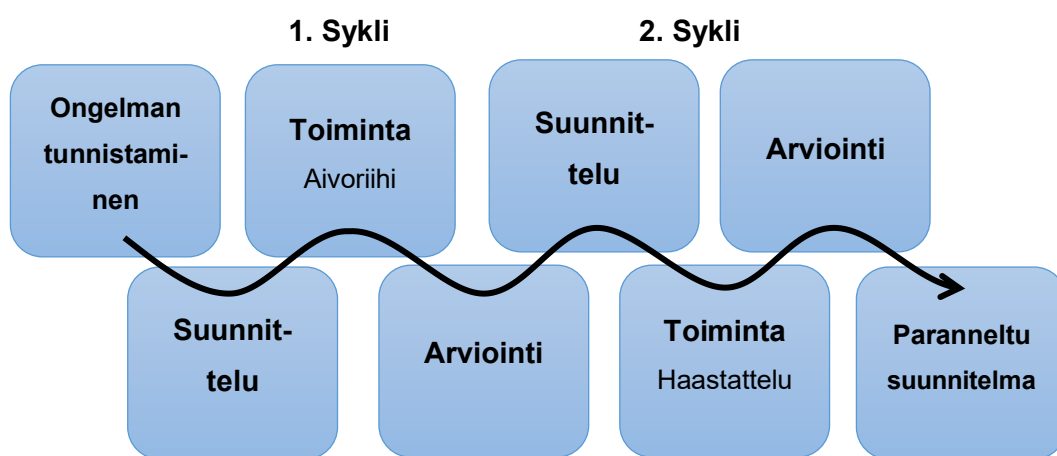 1. Sykli
2. Sykli
Ongelman
tunnistami-
nen
Suunnit-
telu
Toiminta
Aivoriihi
Arviointi
Suunnit-
telu
Toiminta
Haastattelu
Arviointi
Paranneltu
suunnitelma